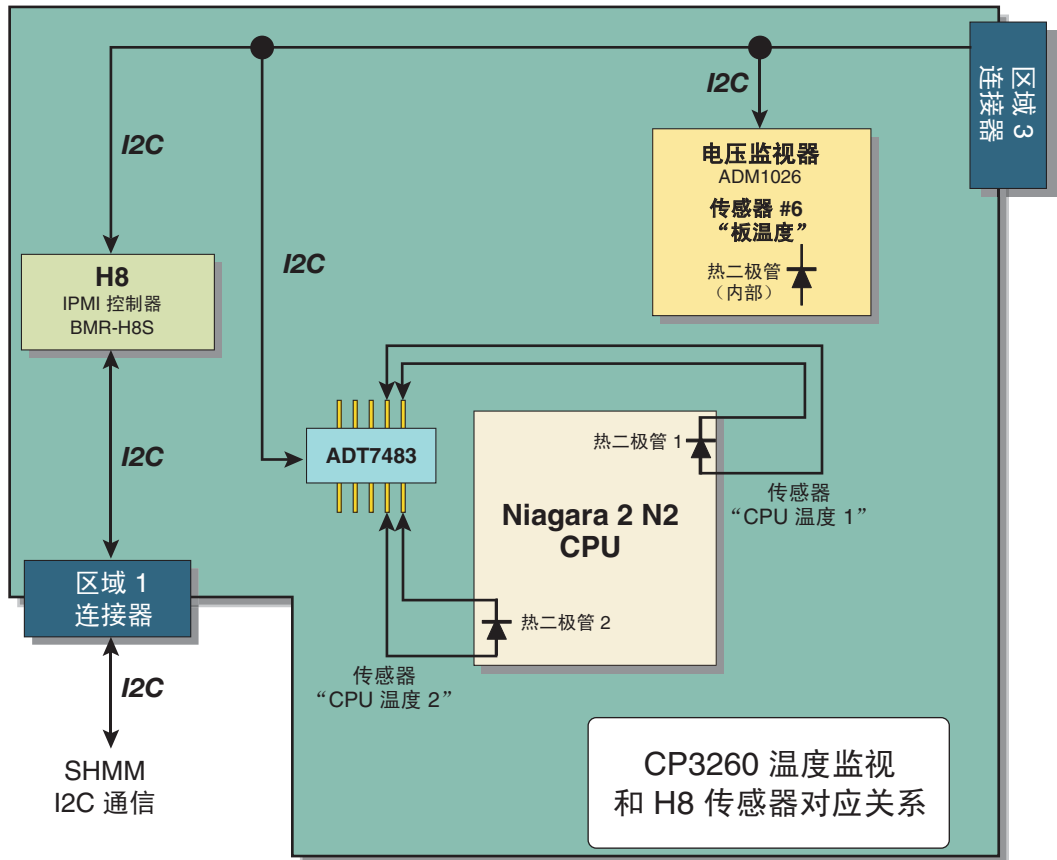 区域 3
连接器
I2C
I2C
电压监视器
ADM1026
传感器 #6
“板温度”
热二极管
（内部）
I2C
H8
IPMI 控制器
BMR-H8S
ADT7483
热二极管 1
传感器
“CPU 温度 1”
Niagara 2 N2
CPU
I2C
区域 1
连接器
热二极管 2
传感器
“CPU 温度 2”
I2C
SHMM
I2C 通信
CP3260 温度监视
和 H8 传感器对应关系